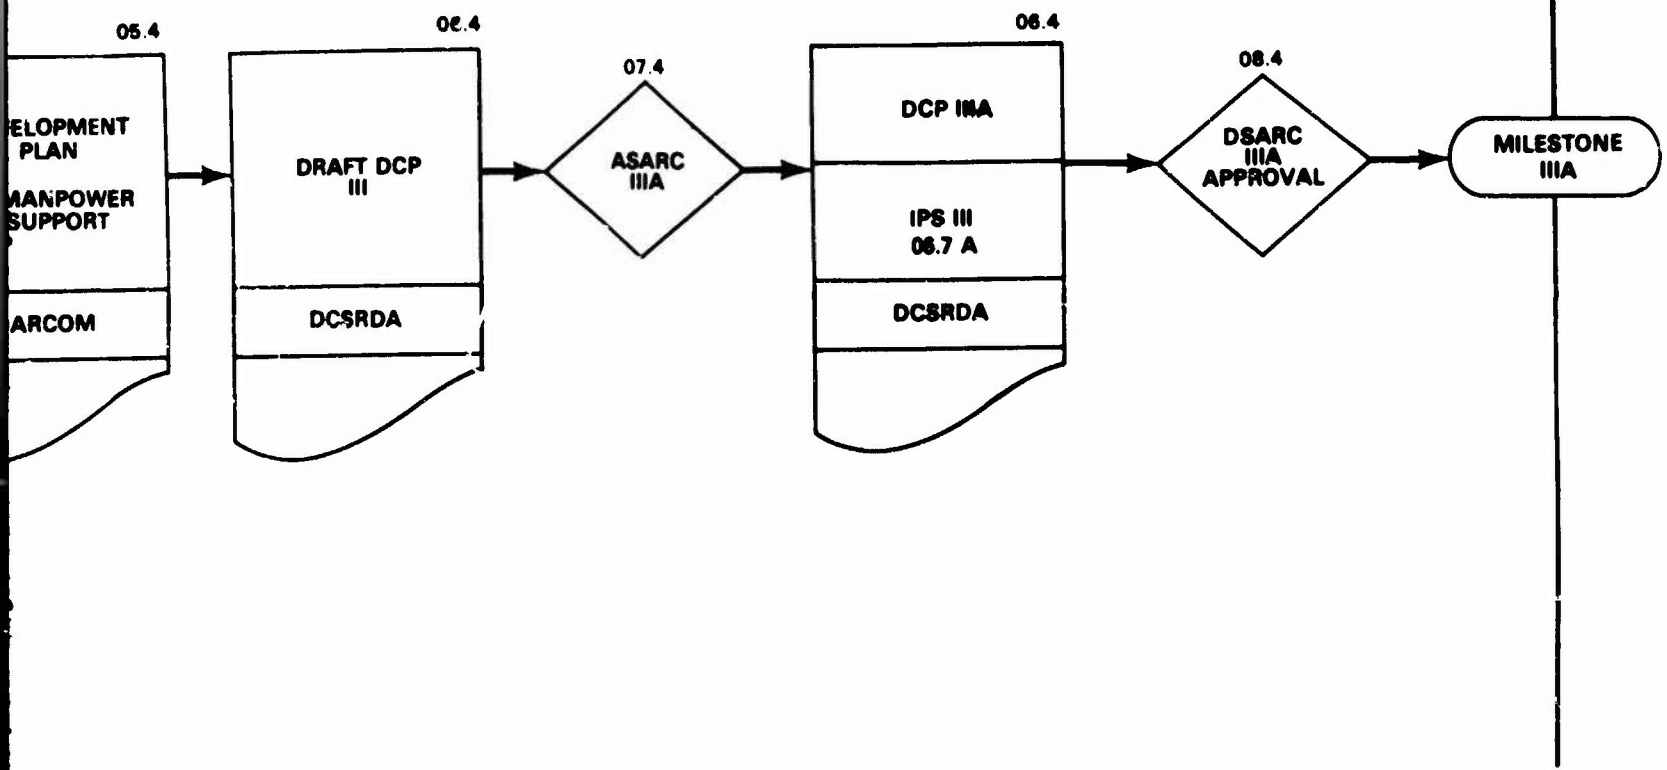 05.4
ELOPMENT
PLAN
MANPOWER
SUPPORT
ARCOM
06.4
DRAFT DCP
III
DCSRDA
07.4
ASARC
IIIA
06.4
DCP IIIA
IPS III
06.7 A
DCSRDA
08.4
DSARC
IIIA
APPROVAL
MILESTONE
IIIA